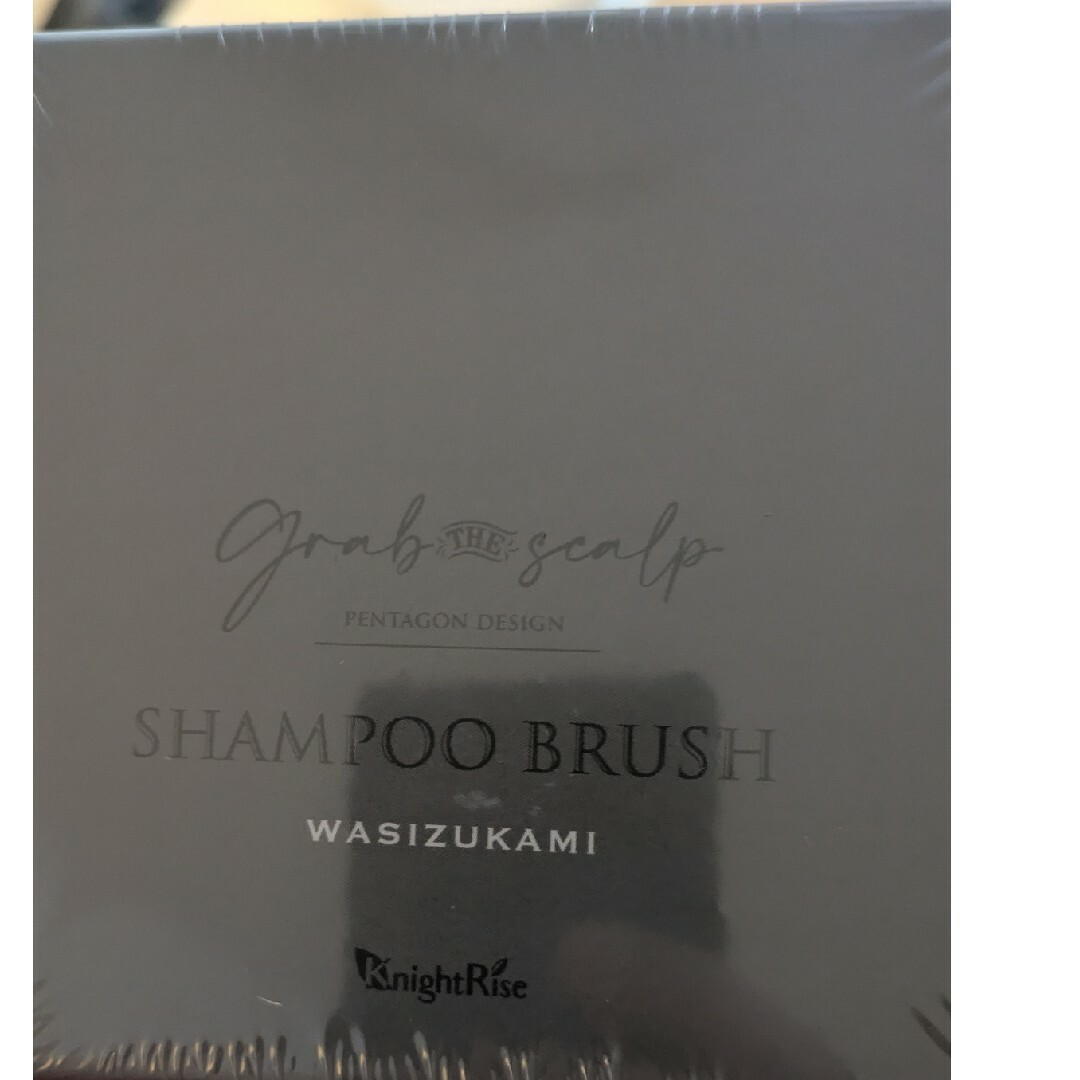 grab THE scalp
PENTAGON DESIGN
SHAMPOO BRUSH
WASIZUKAMI
KnightRise